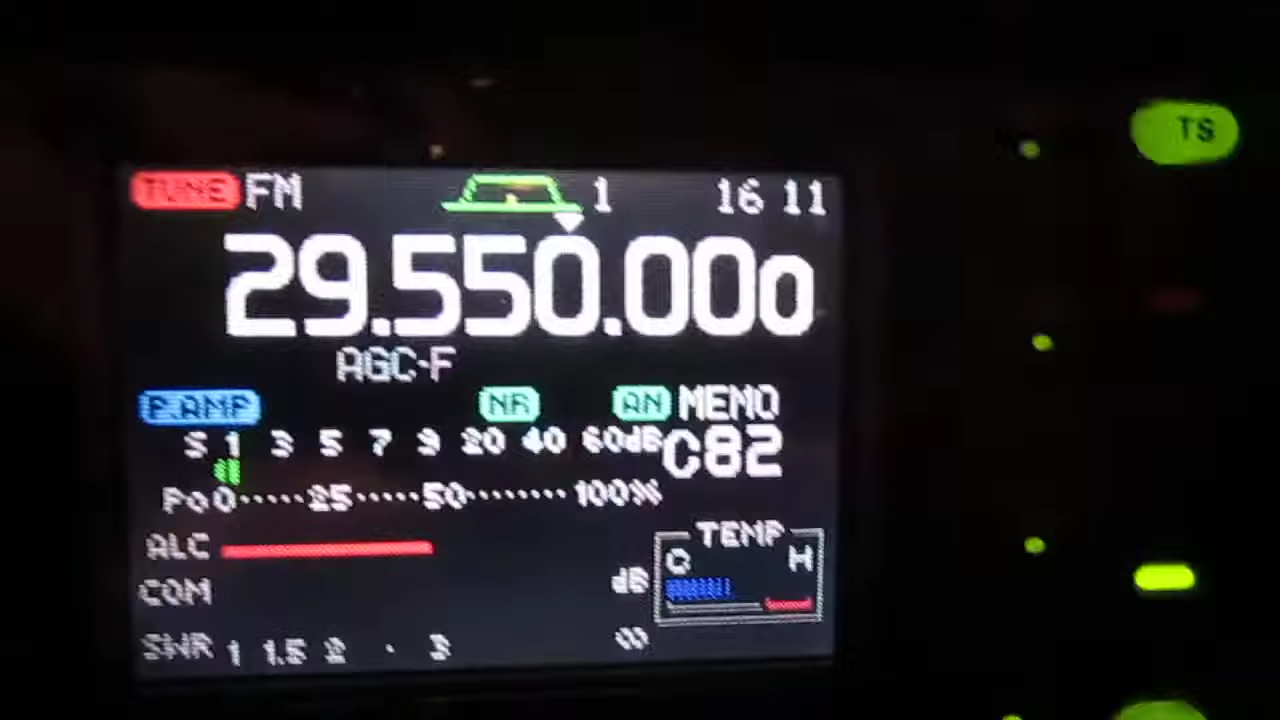 TUNE FM 1 16 11
TS
29.550.000
AGC-F
P.AMP NR AN MEMO
S 1 3 5 7 9 20 40 60dB C82
Po 0 25 50 100%
TEMP
ALC C H
COM dB
SWR 1 1.5 2 3 ∞